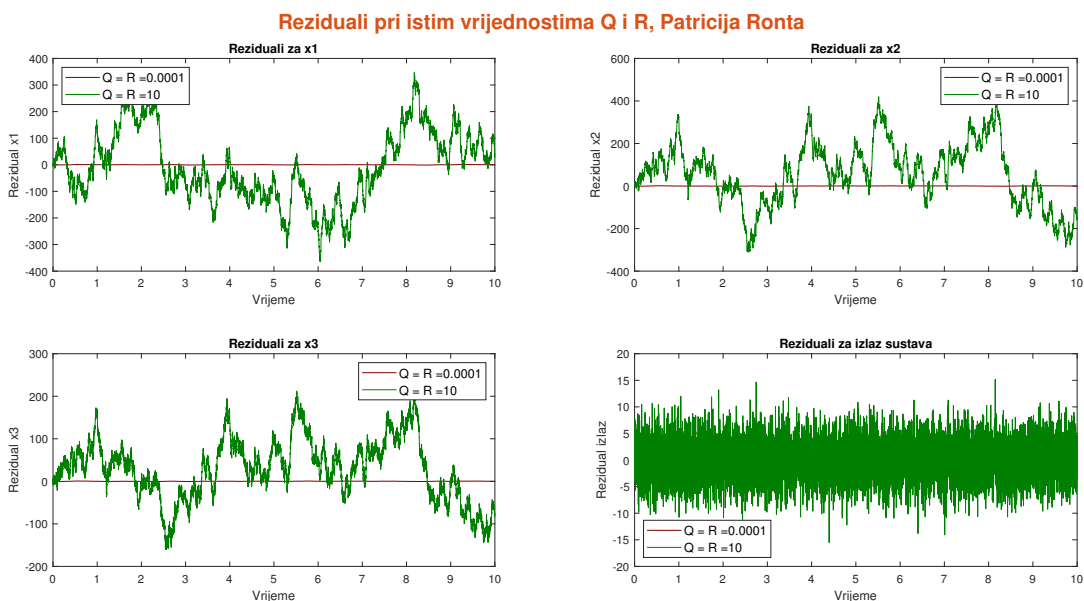 Reziduali pri istim vrijednostima Q i R, Patricija Ronta
Reziduali za x1
Rezidual x1
400
300
200
100
0
-100
-200
-300
-400
Q = R =0.0001
Q = R =10
0 1 2 3 4 5 6 7 8 9 10
Vrijeme
Reziduali za x2
Rezidual x2
600
400
200
0
-200
-400
Q = R =0.0001
Q = R =10
0 1 2 3 4 5 6 7 8 9 10
Vrijeme
Reziduali za x3
Rezidual x3
300
200
100
0
-100
-200
Q = R =0.0001
Q = R =10
0 1 2 3 4 5 6 7 8 9 10
Vrijeme
Reziduali za izlaz sustava
Rezidual izlaz
20
15
10
5
0
-5
-10
-15
-20
Q = R =0.0001
Q = R =10
0 1 2 3 4 5 6 7 8 9 10
Vrijeme